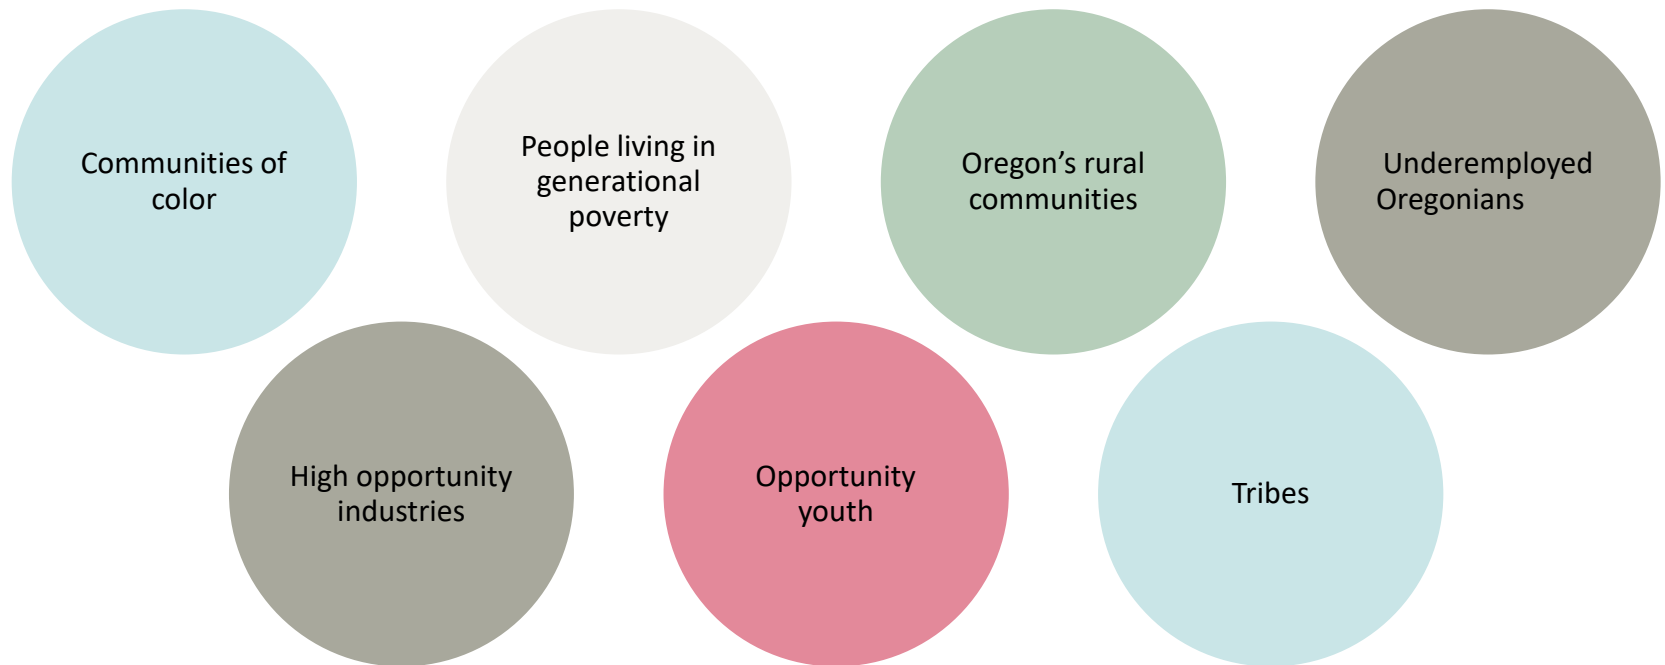 Communities of
color
People living in
generational
poverty
Oregon’s rural
communities
Underemployed
Oregonians
High opportunity
industries
Opportunity
youth
Tribes